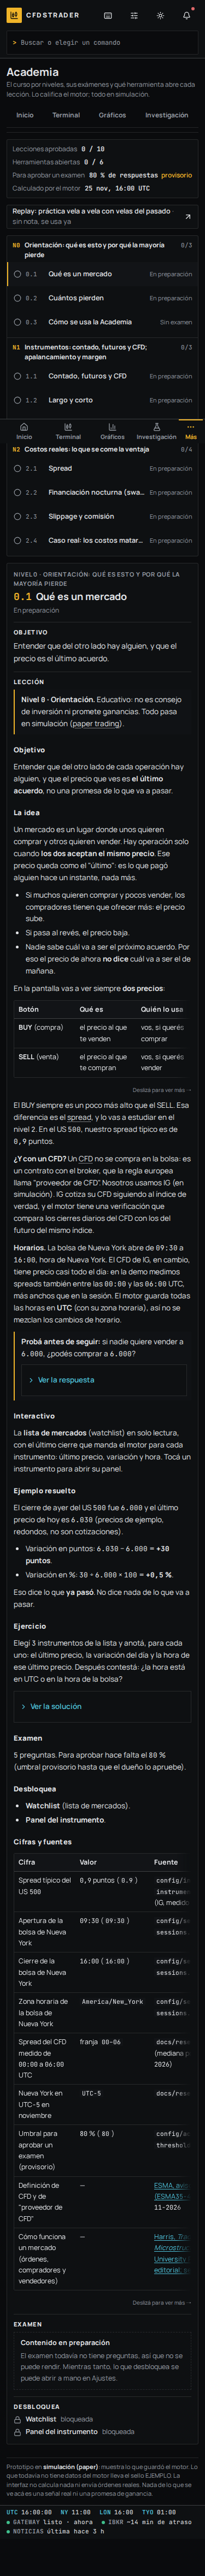 CFDSTRADER
> Buscar o elegir un comando
Academia
El curso por niveles, sus exámenes y qué herramienta abre cada
lección. Lo califica el motor; todo en simulación.
Inicio Terminal Gráficos Investigación
Lecciones aprobadas 0 / 10
Herramientas abiertas 0 / 6
Para aprobar un examen 80 % de respuestas provisorio
Calculado por el motor 25 nov, 16:00 UTC
Replay: práctica vela a vela con velas del pasado ·
sin nota, se usa ya
N0 Orientación: qué es esto y por qué la mayoría 0/3
pierde
0.1 Qué es un mercado En preparación
0.2 Cuántos pierden En preparación
0.3 Cómo se usa la Academia Sin examen
N1 Instrumentos: contado, futuros y CFD; 0/3
apalancamiento y margen
1.1 Contado, futuros y CFD En preparación
1.2 Largo y corto En preparación
Inicio Terminal Gráficos Investigación Más
N2 Costos reales: lo que se come la ventaja 0/4
2.1 Spread En preparación
2.2 Financiación nocturna (swa... En preparación
2.3 Slippage y comisión En preparación
2.4 Caso real: los costos matar... En preparación
NIVEL 0 · ORIENTACIÓN: QUÉ ES ESTO Y POR QUÉ LA
MAYORÍA PIERDE
0.1 Qué es un mercado
En preparación
OBJETIVO
Entender que del otro lado hay alguien, y que el
precio es el último acuerdo.
LECCIÓN
Nivel 0 · Orientación. Educativo: no es consejo
de inversión ni promete ganancias. Todo pasa
en simulación (paper trading).
Objetivo
Entender que del otro lado de cada operación hay
alguien, y que el precio que ves es el último
acuerdo, no una promesa de lo que va a pasar.
La idea
Un mercado es un lugar donde unos quieren
comprar y otros quieren vender. Hay operación solo
cuando los dos aceptan el mismo precio. Ese
precio queda como el "último": es lo que pagó
alguien hace un instante, nada más.
• Si muchos quieren comprar y pocos vender, los
compradores tienen que ofrecer más: el precio
sube.
• Si pasa al revés, el precio baja.
• Nadie sabe cuál va a ser el próximo acuerdo. Por
eso el precio de ahora no dice cuál va a ser el de
mañana.
En la pantalla vas a ver siempre dos precios:
Botón Qué es Quién lo usa
BUY (compra) el precio al que vos, si querés
te venden comprar
SELL (venta) el precio al que vos, si querés
te compran vender
Deslizá para ver más →
El BUY siempre es un poco más alto que el SELL. Esa
diferencia es el spread, y lo vas a estudiar en el
nivel 2. En el US 500, nuestro spread típico es de
0,9 puntos.
¿Y con un CFD? Un CFD no se compra en la bolsa: es
un contrato con el broker, que la regla europea
llama "proveedor de CFD". Nosotros usamos IG (en
simulación). IG cotiza su CFD siguiendo al índice de
verdad, y el motor tiene una verificación que
compara los cierres diarios del CFD con los del
futuro del mismo índice.
Horarios. La bolsa de Nueva York abre de 09:30 a
16:00, hora de Nueva York. El CFD de IG, en cambio,
tiene precio casi todo el día: en lo medido en
noviembre mostraba spreads también entre las 00:00 y las 06:00 UTC,
más anchos que en la sesión. El motor guarda todas
las horas en UTC (con su zona horaria), así no se
mezclan los cambios de horario.
Probá antes de seguir: si nadie quiere vender a
6.000, ¿podés comprar a 6.000?
Ver la respuesta
Interactivo
La lista de mercados (watchlist) en solo lectura,
con el último cierre que manda el motor para cada
instrumento: último precio, variación y hora. Tocá un
instrumento para abrir su panel.
Ejemplo resuelto
El cierre de ayer del US 500 fue 6.000 y el último
precio de hoy es 6.030 (precios de ejemplo,
redondos, no son cotizaciones).
• Variación en puntos: 6.030 − 6.000 = +30
puntos.
• Variación en %: 30 ÷ 6.000 × 100 = +0,5 %.
Eso dice lo que ya pasó. No dice nada de lo que va a
pasar.
Ejercicio
Elegí 3 instrumentos de la lista y anotá, para cada
uno: el último precio, la variación del día y la hora de
ese último precio. Después contestá: ¿la hora está
en UTC o en la hora de la bolsa?
Ver la solución
Examen
5 preguntas. Para aprobar hace falta el 80 %
(umbral provisorio hasta que el dueño lo apruebe).
Desbloquea
• Watchlist (lista de mercados).
• Panel del instrumento.
Cifras y fuentes
Cifra Valor Fuente
Spread típico del 0,9 puntos ( 0.9 )
US 500
(IG, medido
Apertura de la 09:30 ( 09:30 )
bolsa de Nueva
York
Cierre de la 16:00 ( 16:00 )
bolsa de Nueva
York
Zona horaria de America/New_York
la bolsa de
Nueva York
Spread del CFD franja 00–06
medido de
00:00 a 06:00 2026)
UTC
Nueva York en UTC-5
UTC−5 en
noviembre
Umbral para 80 % ( 80 )
aprobar un
examen
(provisorio)
Definición de —
CFD y de
"proveedor de 11-2026
CFD"
Cómo funciona — Harris,
un mercado
(órdenes, University
compradores y editorial:
vendedores)
Deslizá para ver más →
EXAMEN
Contenido en preparación
El examen todavía no tiene preguntas, así que no se
puede rendir. Mientras tanto, lo que desbloquea se
puede abrir a mano en Ajustes.
DESBLOQUEA
Watchlist bloqueada
Panel del instrumento bloqueada
Prototipo en simulación (paper): muestra lo que guardó el motor. Lo
que todavía no tiene datos del motor lleva el sello EJEMPLO. La
interfaz no calcula nada ni envía órdenes reales. Nada de lo que se
ve acá es una señal ni una promesa de ganancia.
UTC 16:00:00 NY 11:00 LON 16:00 TYO 01:00
GATEWAY listo · ahora IBKR ~14 min de atraso
NOTICIAS última hace 3 h